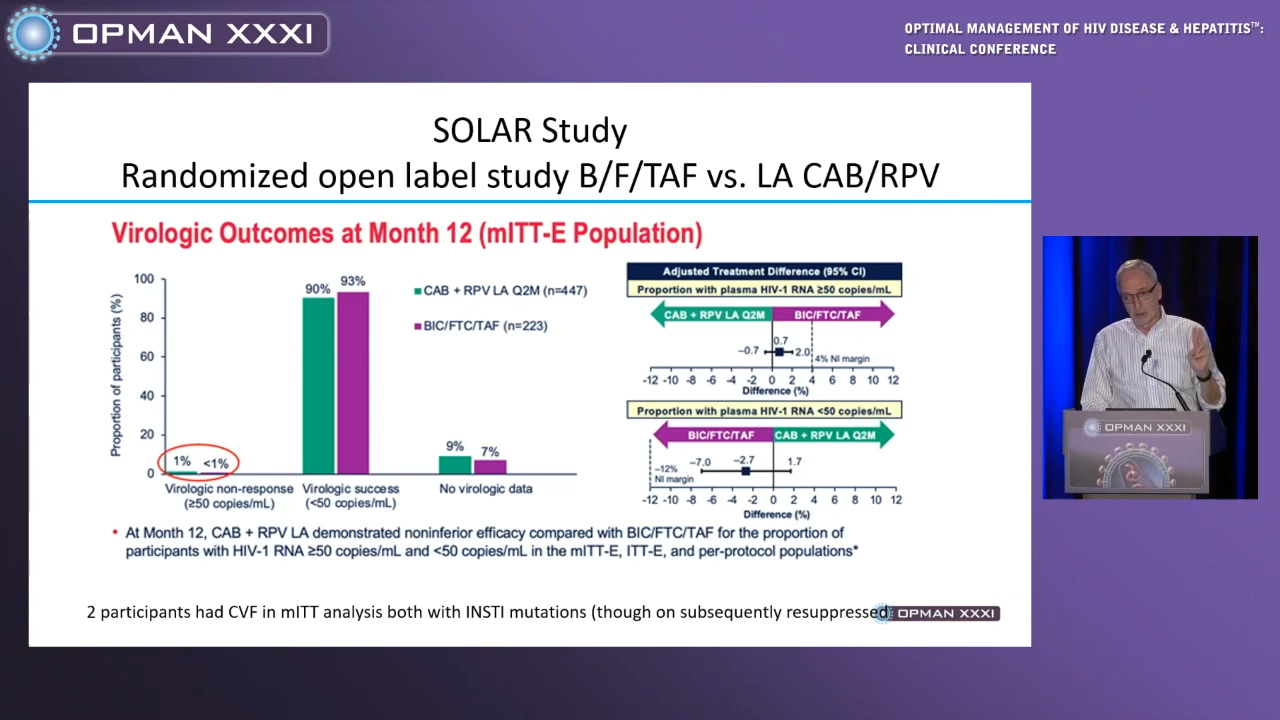 OPMAN XXXI
OPTIMAL MANAGEMENT OF HIV DISEASE & HEPATITIS™:
CLINICAL CONFERENCE
SOLAR Study
Randomized open label study B/F/TAF vs. LA CAB/RPV
Virologic Outcomes at Month 12 (mITT-E Population)
Proportion of participants (%)
100
80
60
40
20
0
1%
<1%
90%
93%
9%
7%
Virologic non-response
(≥50 copies/mL)
Virologic success
(<50 copies/mL)
No virologic data
CAB + RPV LA Q2M (n=447)
BIC/FTC/TAF (n=223)
Adjusted Treatment Difference (95% CI)
Proportion with plasma HIV-1 RNA ≥50 copies/mL
CAB + RPV LA Q2M
BIC/FTC/TAF
−0.7
0.7
2.0
4% NI margin
-12 -10 -8 -6 -4 -2 0 2 4 6 8 10 12
Difference (%)
Proportion with plasma HIV-1 RNA <50 copies/mL
BIC/FTC/TAF
CAB + RPV LA Q2M
−12%
NI margin
−7.0
−2.7
1.7
-12 -10 -8 -6 -4 -2 0 2 4 6 8 10 12
Difference (%)
• At Month 12, CAB + RPV LA demonstrated noninferior efficacy compared with BIC/FTC/TAF for the proportion of
participants with HIV-1 RNA ≥50 copies/mL and <50 copies/mL in the mITT-E, ITT-E, and per-protocol populations*
2 participants had CVF in mITT analysis both with INSTI mutations (though on subsequently resuppressed)
OPMAN XXXI
OPMAN XXXI